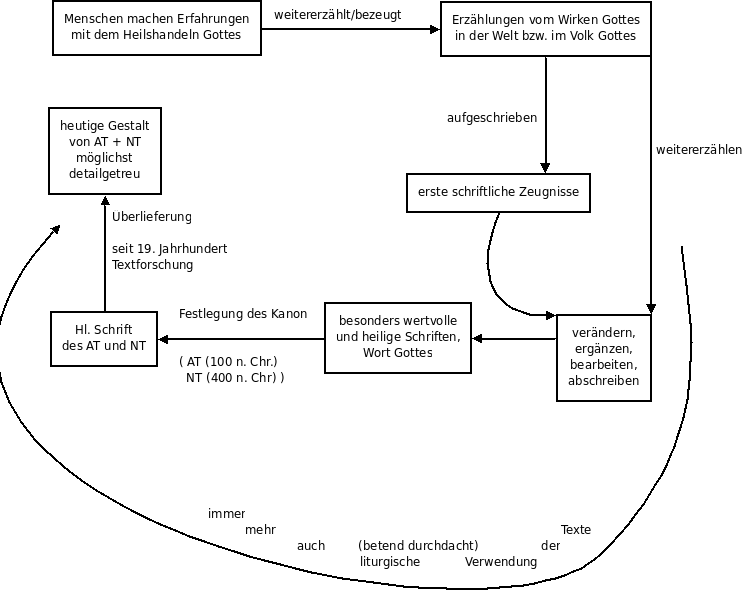 Menschen machen Erfahrungen
mit dem Heilshandeln Gottes
weitererzählt/bezeugt
Erzählungen vom Wirken Gottes
in der Welt bzw. im Volk Gottes
aufgeschrieben
weitererzählen
erste schriftliche Zeugnisse
verändern,
ergänzen,
bearbeiten,
abschreiben
besonders wertvolle
und heilige Schriften,
Wort Gottes
Festlegung des Kanon
( AT (100 n. Chr.)
NT (400 n. Chr) )
Hl. Schrift
des AT und NT
Überlieferung
seit 19. Jahrhundert
Textforschung
heutige Gestalt
von AT + NT
möglichst
detailgetreu
immer
mehr
auch (betend durchdacht) der Texte
liturgische Verwendung